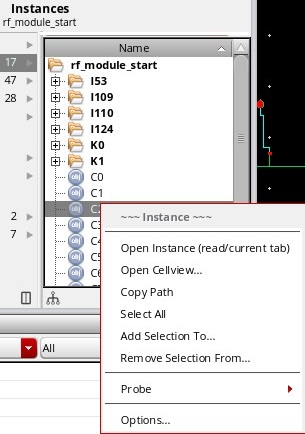 Instances
rf_module_start
Name
rf_module_start
17
I53
47
I109
28
I110
I124
K0
K1
C0
C1
2
7
~~~ Instance ~~~
Open Instance (read/current tab)
Open Cellview...
Copy Path
Select All
Add Selection To...
Remove Selection From...
Probe
Options...
All